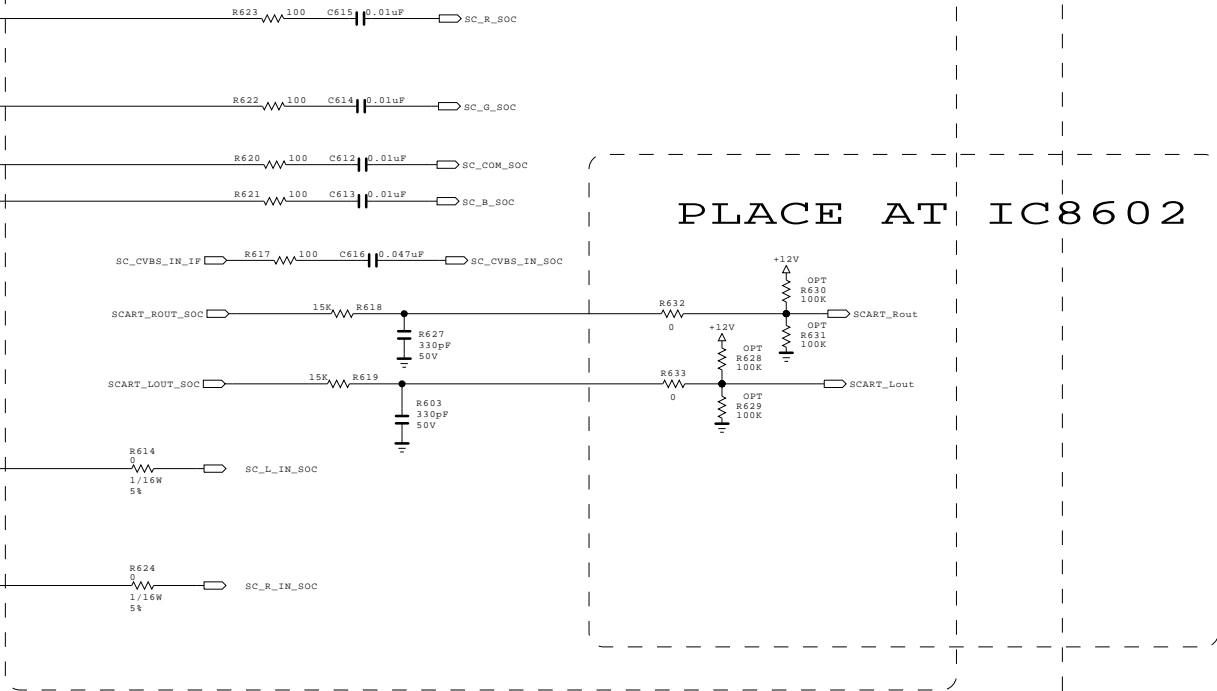 R623 100 C615 0.01uF SC_R_SOC
R622 100 C614 0.01uF SC_G_SOC
R620 100 C612 0.01uF SC_COM_SOC
R621 100 C613 0.01uF SC_B_SOC
PLACE AT IC8602
SC_CVBS_IN_IF R617 100 C616 0.047uF SC_CVBS_IN_SOC
+12V
OPT
R630
100K
SCART_ROUT_SOC 15K R618 R632 SCART_Rout
0
R627
330pF
50V
+12V
OPT
R631
100K
OPT
R628
100K
SCART_LOUT_SOC 15K R619 R633 SCART_Lout
0
R603
330pF
50V
OPT
R629
100K
R614
0
SC_L_IN_SOC
1/16W
5%
R624
0
SC_R_IN_SOC
1/16W
5%